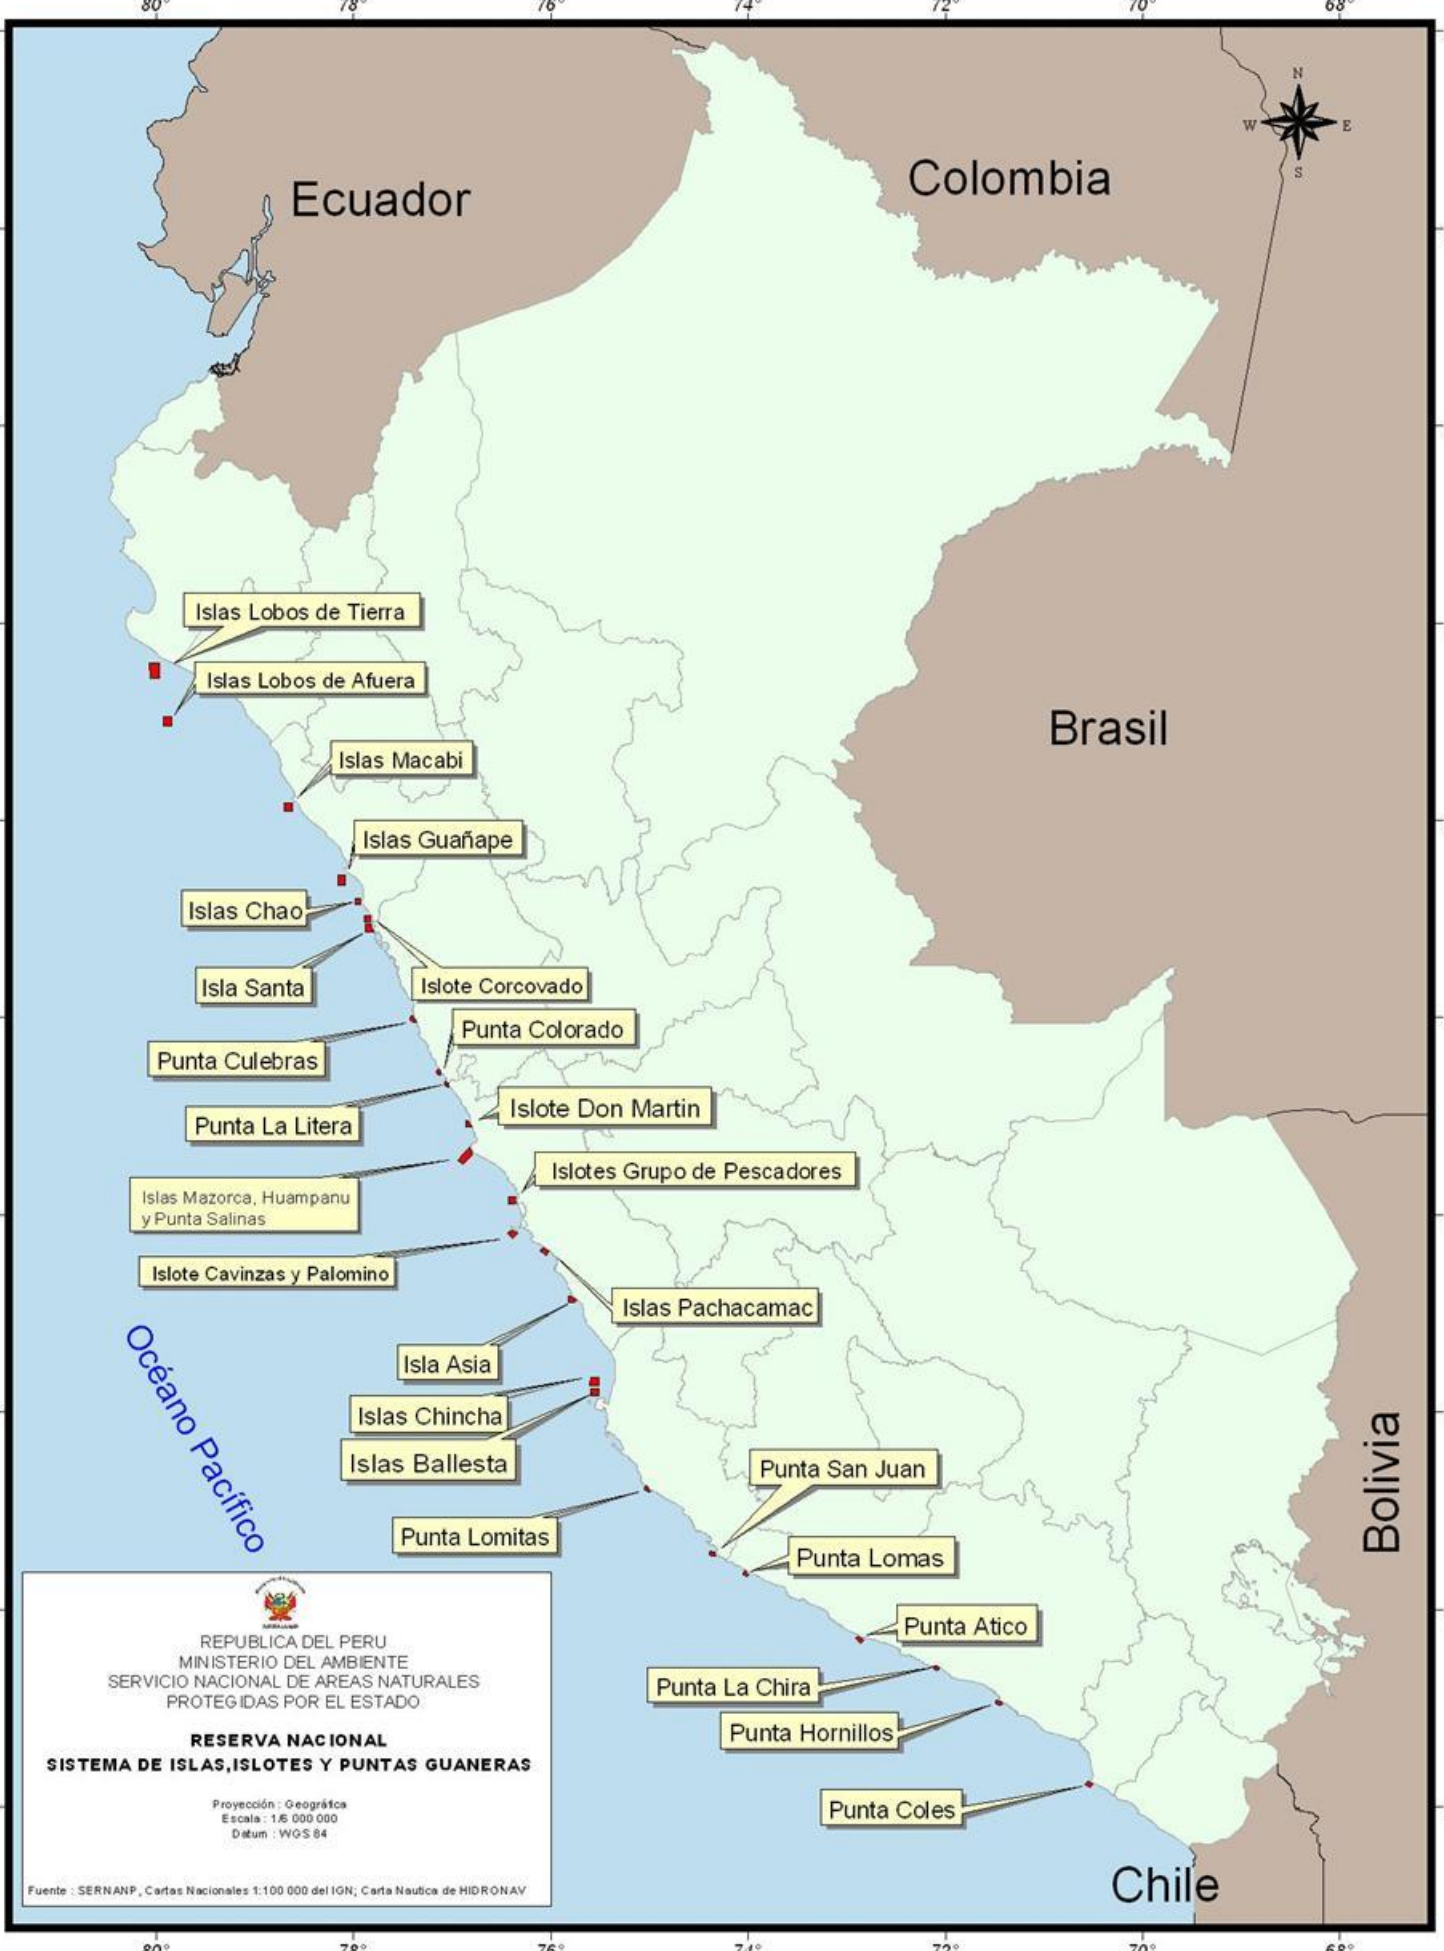 80° 78° 76° 74° 72° 70° 68°
N
W E
S
Colombia
Ecuador
Islas Lobos de Tierra
Islas Lobos de Afuera
Brasil
Islas Macabi
Islas Guañape
Islas Chao
Isla Santa
Islote Corcovado
Punta Colorado
Punta Culebras
Islote Don Martin
Punta La Litera
Islotes Grupo de Pescadores
Islas Mazorca, Huampanu
y Punta Salinas
Islote Cavinzas y Palomino
Islas Pachacamac
Isla Asia
Islas Chincha
Islas Ballesta
Océano Pacífico
Bolivia
Punta San Juan
Punta Lomitas
Punta Lomas
Punta Atico
Punta La Chira
Punta Hornillos
Punta Coles
Chile
REPUBLICA DEL PERU
MINISTERIO DEL AMBIENTE
SERVICIO NACIONAL DE AREAS NATURALES
PROTEGIDAS POR EL ESTADO
RESERVA NACIONAL
SISTEMA DE ISLAS,ISLOTES Y PUNTAS GUANERAS
Proyección : Geográfica
Escala : 1/6 000 000
Datum : WGS 84
Fuente : SERNANP, Cartas Nacionales 1:100 000 del IGN; Carta Nautica de HIDRONAV
80° 78° 76° 74° 72° 70° 68°